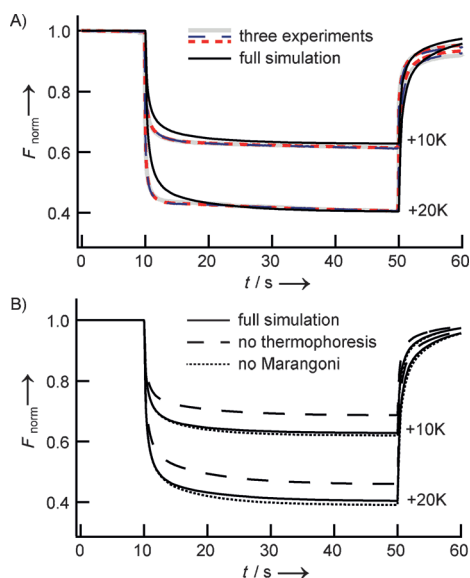 A)
three experiments
full simulation
1.0
0.8
0.6
0.4
F norm
+10K
+20K
0 10 20 30 40 50 60
t / s
B)
full simulation
no thermophoresis
no Marangoni
1.0
0.8
0.6
0.4
F norm
+10K
+20K
0 10 20 30 40 50 60
t / s